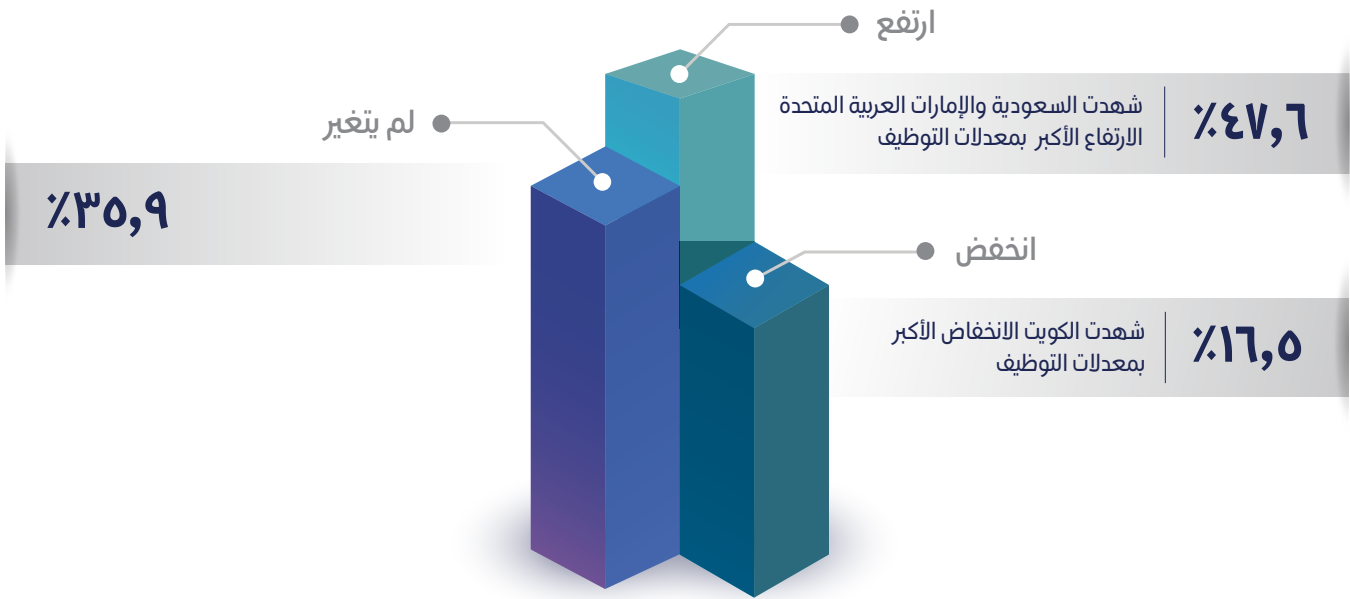 ارتفع
٪٤٧,٦
شهدت السعودية والإمارات العربية المتحدة
الارتفاع الأكبر بمعدلات التوظيف
لم يتغير
٪٣٥,٩
انخفض
٪١٦,٥
شهدت الكويت الانخفاض الأكبر
بمعدلات التوظيف